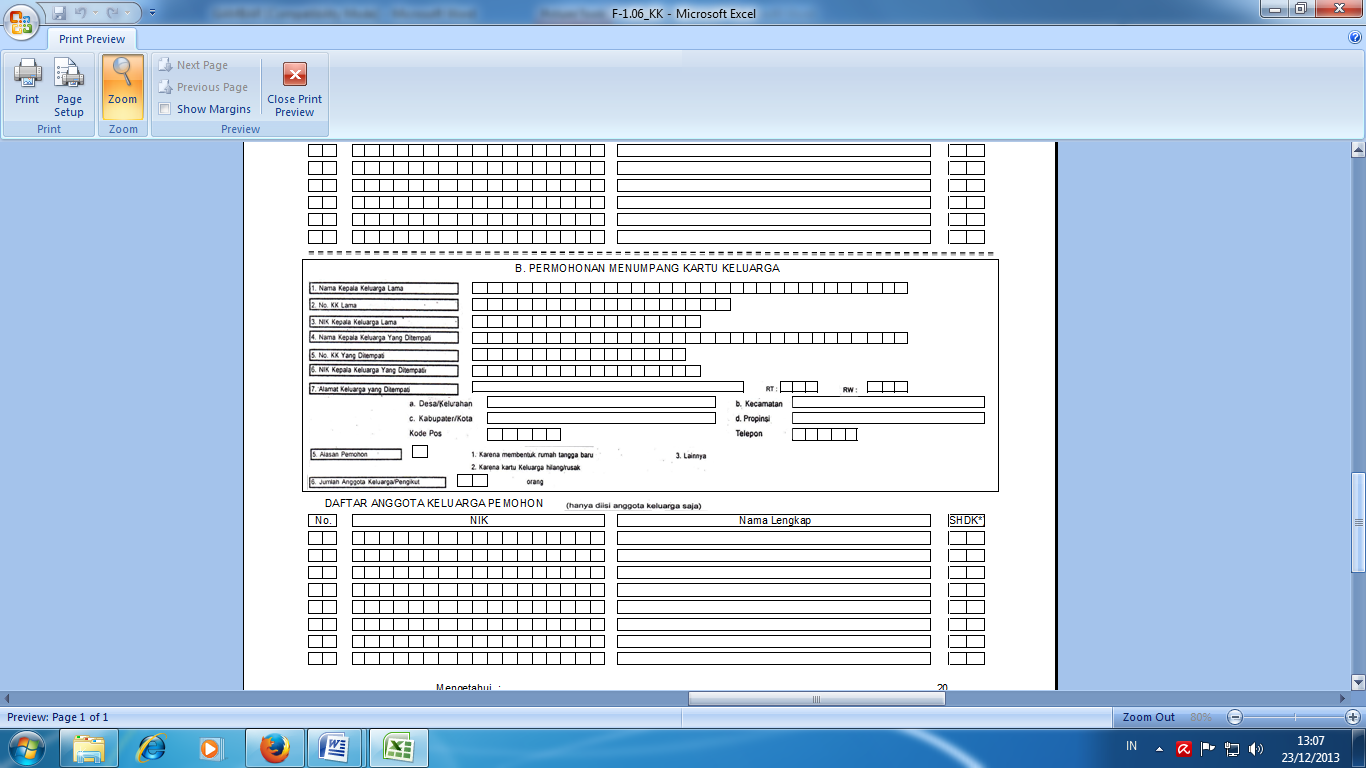 F-1.06_KK - Microsoft Excel
Print Preview
Print
Page Setup
Zoom
Next Page
Previous Page
Show Margins
Close Print Preview
Print
Zoom
Preview
B. PERMOHONAN MENUMPANG KARTU KELUARGA
1. Nama Kepala Keluarga Lama
2. No. KK Lama
3. NIK Kepala Keluarga Lama
4. Nama Kepala Keluarga Yang Ditempati
5. No. KK Yang Ditempati
6. NIK Kepala Keluarga Yang Ditempati
7. Alamat Keluarga yang Ditempati RT : RW :
a. Desa/Kelurahan b. Kecamatan
c. Kabupater/Kota d. Propinsi
Kode Pos Telepon
5. Alasan Pemohon 1. Karena membentuk rumah tangga baru 3. Lainnya
2. Karena kartu Keluarga hilang/rusak
6. Jumlah Anggota Keluarga/Pengikut orang
DAFTAR ANGGOTA KELUARGA PEMOHON (hanya diisi anggota keluarga saja)
No. NIK Nama Lengkap SHDK*)
Mengetahui : 20
Preview: Page 1 of 1
Zoom Out 80%
IN
13:07
23/12/2013